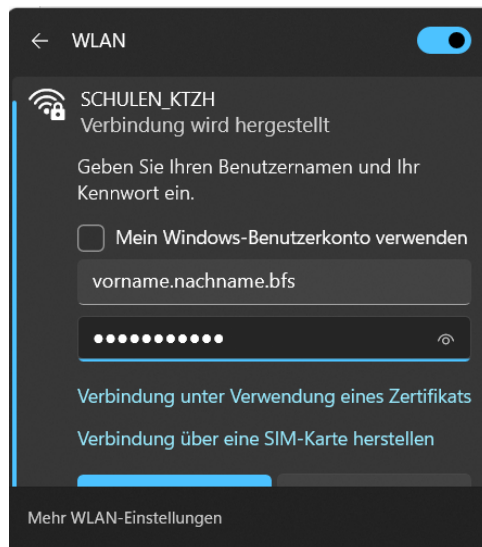 WLAN
SCHULEN_KTZH
Verbindung wird hergestellt
Geben Sie Ihren Benutzernamen und Ihr
Kennwort ein.
Mein Windows-Benutzerkonto verwenden
vorname.nachname.bfs
●●●●●●●●●●●
Verbindung unter Verwendung eines Zertifikats
Verbindung über eine SIM-Karte herstellen
Mehr WLAN-Einstellungen